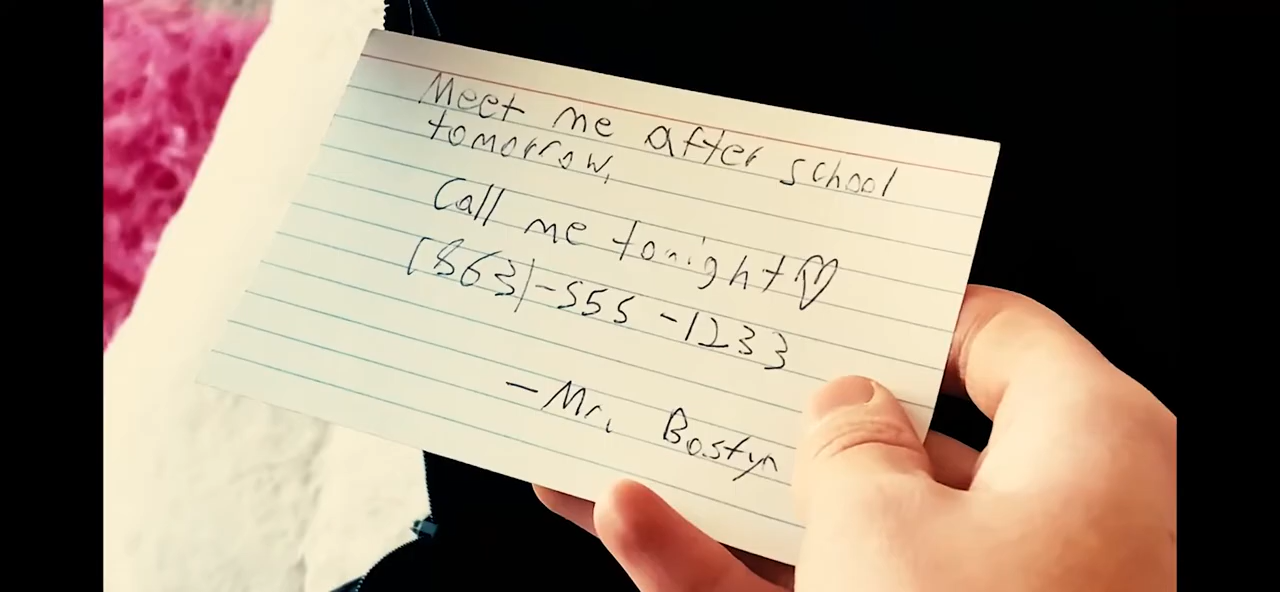 Meet me after school
tomorrow.
Call me tonight♡
(863)-555-1233
-Mr. Bostyn